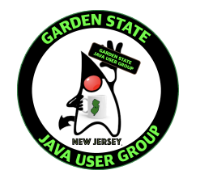 GARDEN STATE
GARDEN STATE
JAVA USER GROUP
NEW JERSEY
JAVA USER GROUP